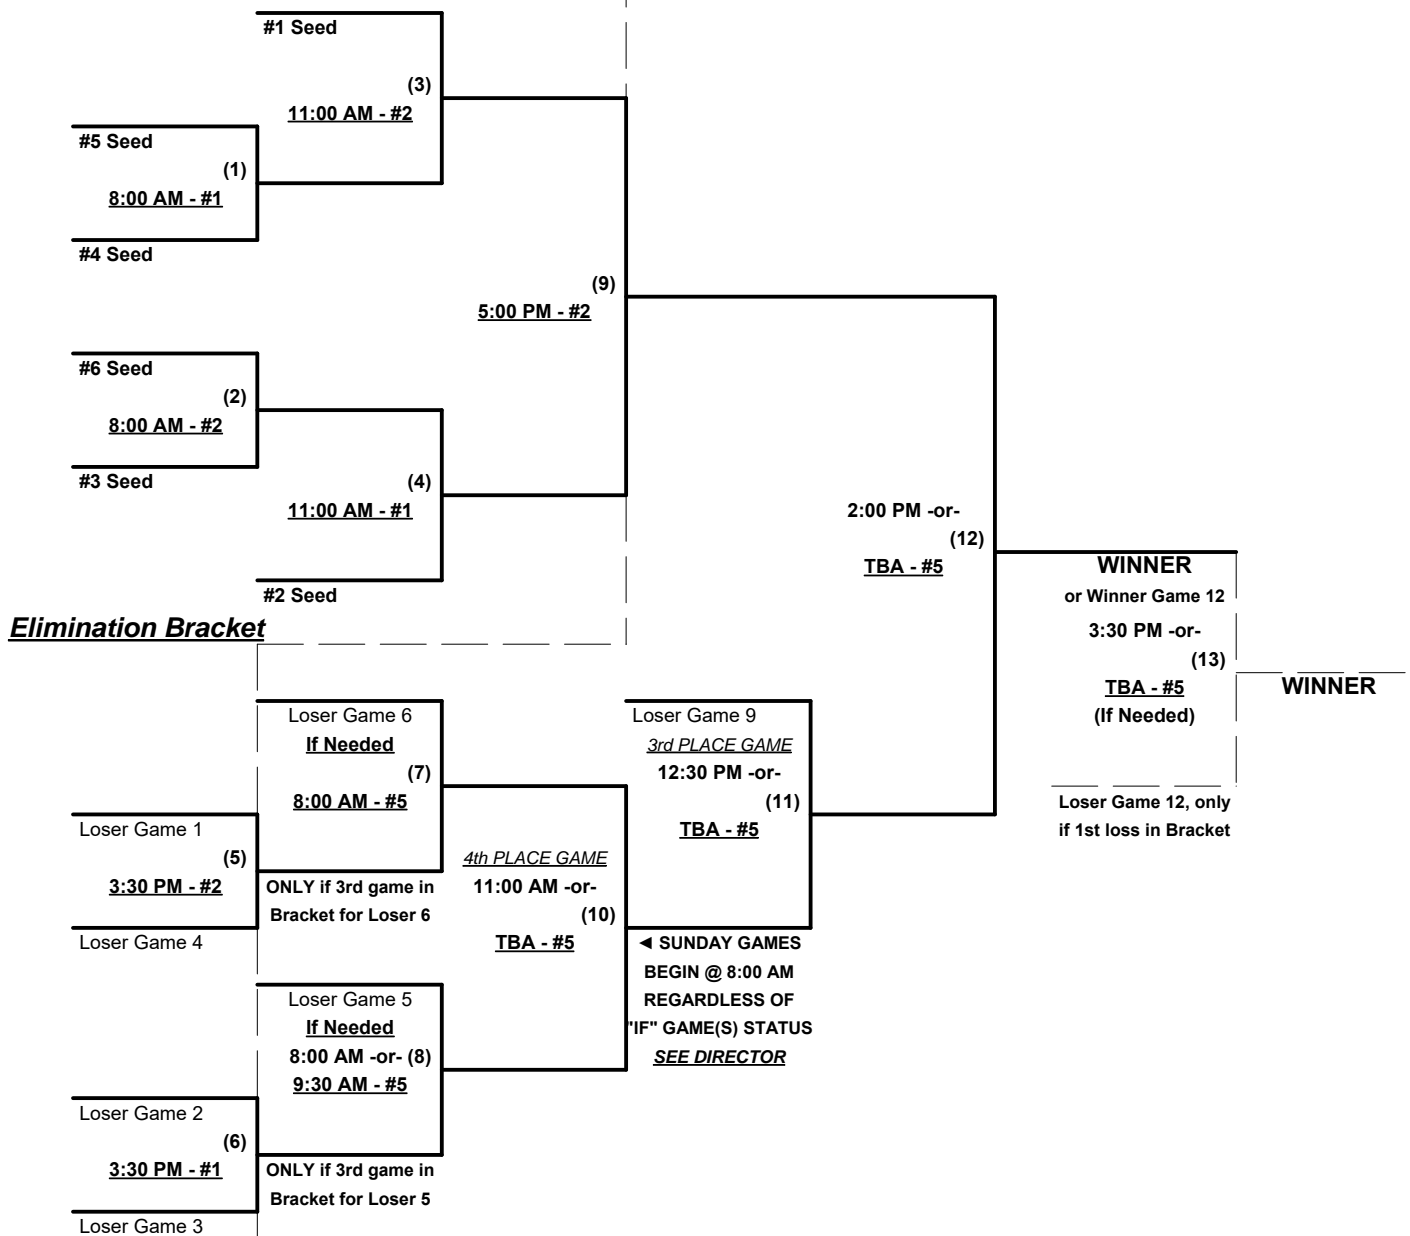 #1 Seed
(3)
11:00 AM - #2
#5 Seed
(1)
8:00 AM - #1
#4 Seed
(9)
5:00 PM - #2
#6 Seed
(2)
8:00 AM - #2
#3 Seed
(4)
11:00 AM - #1
#2 Seed
2:00 PM -or-
(12)
TBA - #5
WINNER
or Winner Game 12
3:30 PM -or-
(13)
TBA - #5
(If Needed)
WINNER
Loser Game 12, only
if 1st loss in Bracket
Elimination Bracket
Loser Game 6
If Needed
(7)
8:00 AM - #5
Loser Game 1
(5)
3:30 PM - #2
Loser Game 4
ONLY if 3rd game in
Bracket for Loser 6
4th PLACE GAME
11:00 AM -or-
(10)
TBA - #5
Loser Game 9
3rd PLACE GAME
12:30 PM -or-
(11)
TBA - #5
◄ SUNDAY GAMES
BEGIN @ 8:00 AM
REGARDLESS OF
"IF" GAME(S) STATUS
SEE DIRECTOR
Loser Game 5
If Needed
8:00 AM -or- (8)
9:30 AM - #5
Loser Game 2
(6)
3:30 PM - #1
Loser Game 3
ONLY if 3rd game in
Bracket for Loser 5